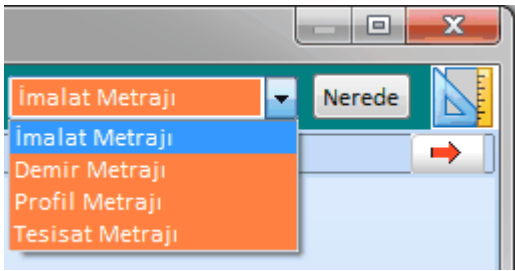 İmalat Metrajı Nerede
İmalat Metrajı
Demir Metrajı
Profil Metrajı
Tesisat Metrajı